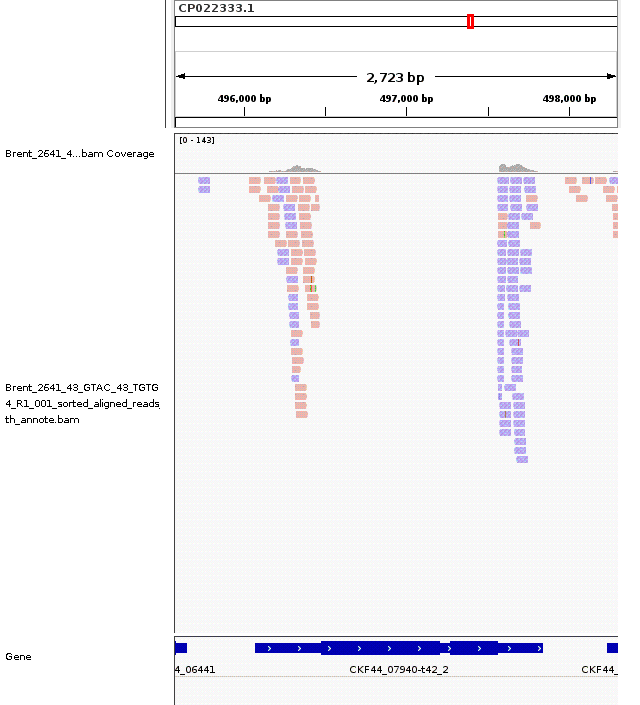 CP022333.1
2,723 bp
496,000 bp 497,000 bp 498,000 bp
[0 - 143]
Brent_2641_4...bam Coverage
Brent_2641_43_GTAC_43_TGTG
4_R1_001_sorted_aligned_reads_
th_annote.bam
Gene
4_06441 CKF44_07940-t42_2 CKF44_